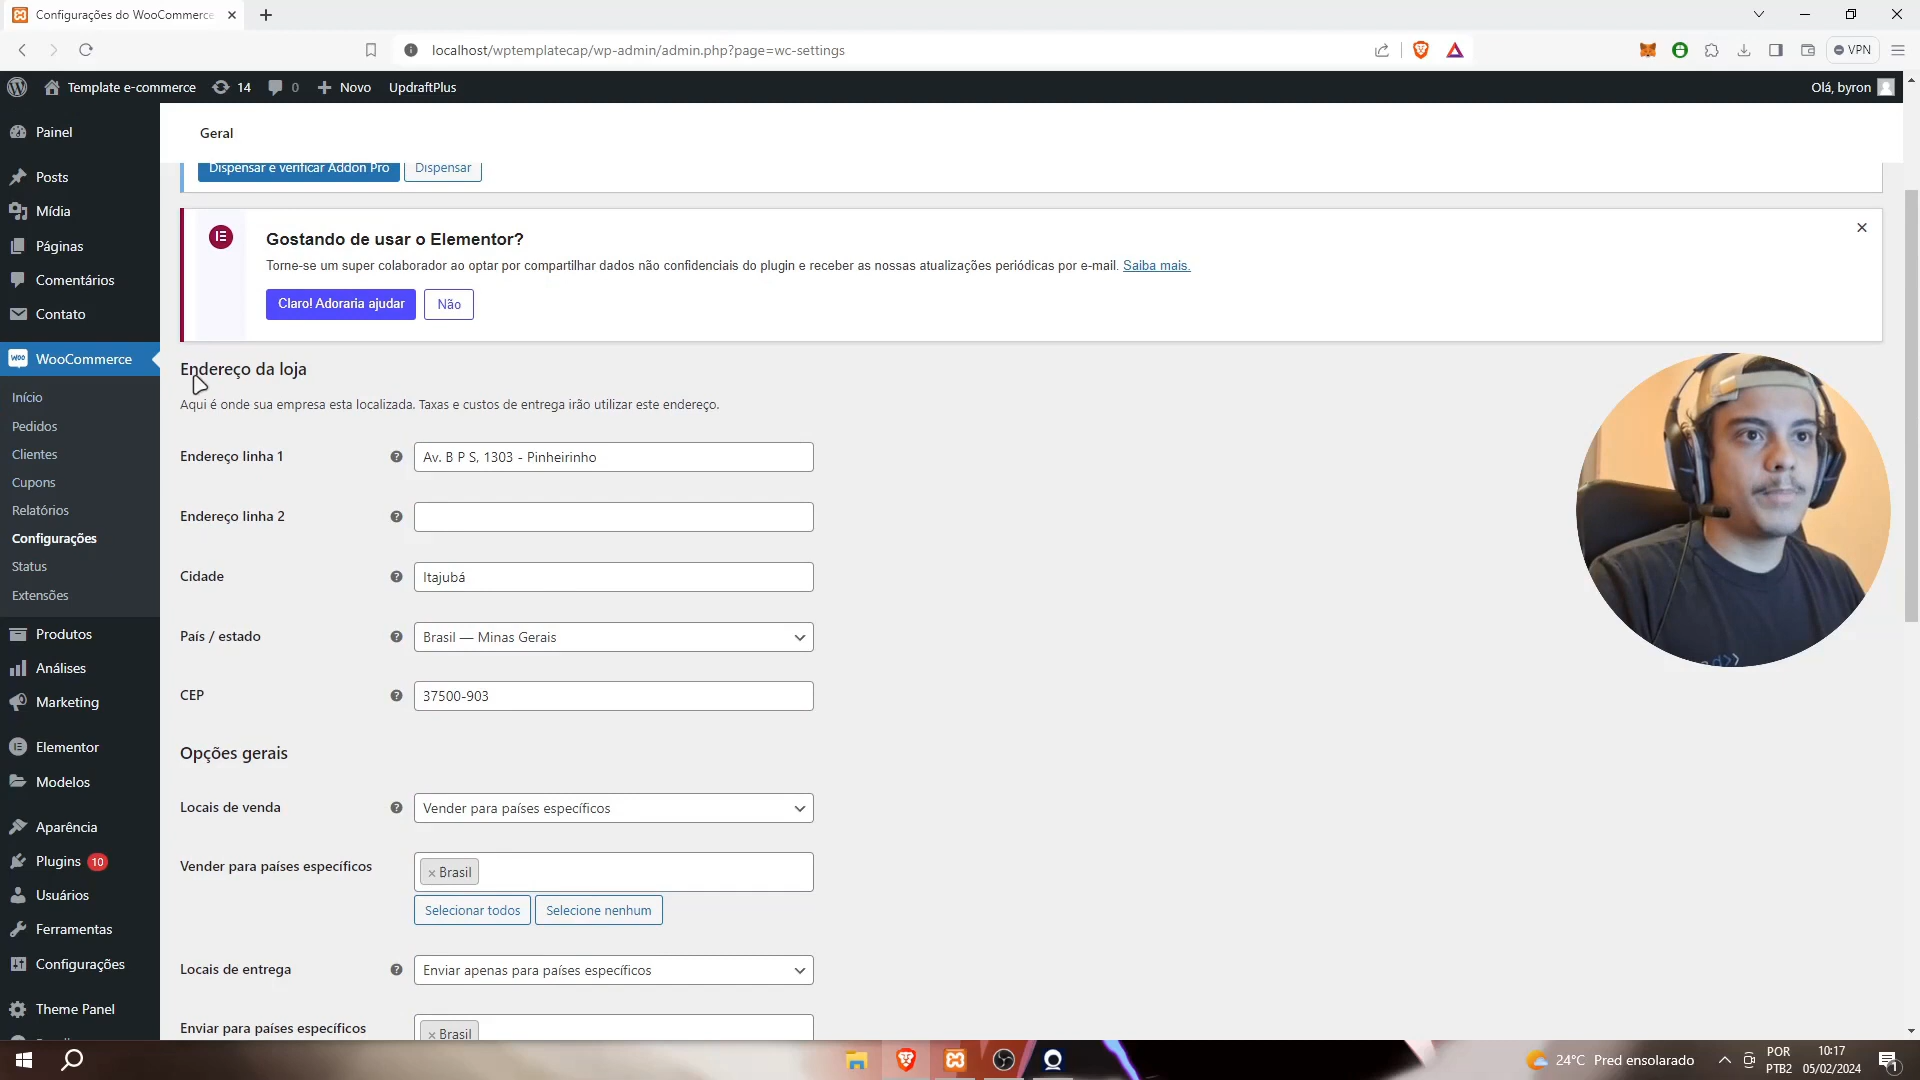 Configurações do WooCommerce
localhost/wptemplatecap/wp-admin/admin.php?page=wc-settings
VPN
Template e-commerce
14
0
Novo
UpdraftPlus
Olá, byron
Painel
Posts
Mídia
Páginas
Comentários
Contato
WooCommerce
Início
Pedidos
Clientes
Cupons
Relatórios
Configurações
Status
Extensões
Produtos
Análises
Marketing
Elementor
Modelos
Aparência
Plugins 10
Usuários
Ferramentas
Configurações
Theme Panel
Geral
Dispensar e verificar Addon Pro
Dispensar
Gostando de usar o Elementor?
Torne-se um super colaborador ao optar por compartilhar dados não confidenciais do plugin e receber as nossas atualizações periódicas por e-mail. Saiba mais.
Claro! Adoraria ajudar
Não
Endereço da loja
Aqui é onde sua empresa esta localizada. Taxas e custos de entrega irão utilizar este endereço.
Endereço linha 1
Av. B P S, 1303 - Pinheirinho
Endereço linha 2
Cidade
Itajubá
País / estado
Brasil — Minas Gerais
CEP
37500-903
Opções gerais
Locais de venda
Vender para países específicos
Vender para países específicos
× Brasil
Selecionar todos
Selecione nenhum
Locais de entrega
Enviar apenas para países específicos
Enviar para países específicos
× Brasil
24°C Pred ensolarado
POR
PTB2
10:17
05/02/2024
1